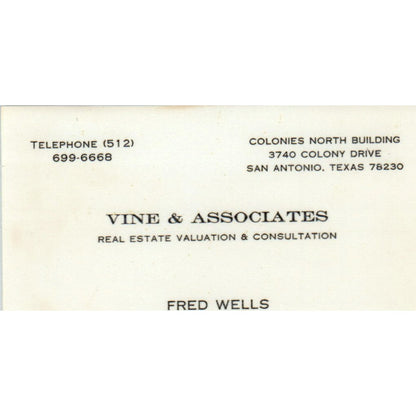 TELEPHONE (512)
699-6668
COLONIES NORTH BUILDING
3740 COLONY DRIVE
SAN ANTONIO, TEXAS 78230
VINE & ASSOCIATES
REAL ESTATE VALUATION & CONSULTATION
FRED WELLS